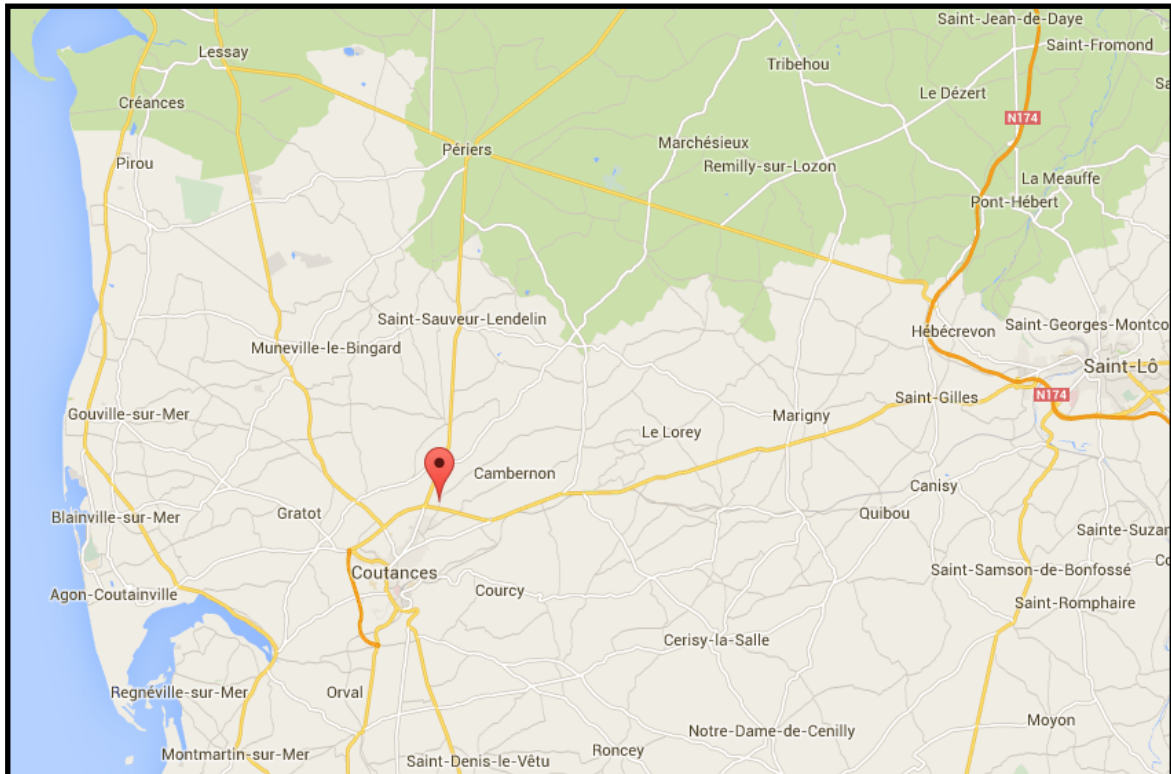 Saint-Jean-de-Daye
Saint-Fromond
Lessay
Tribehou
Le Dézert
Créances
N174
Marchésieux
Périers
Pirou
Remilly-sur-Lozon
La Meauffe
Pont-Hébert
Saint-Sauveur-Lendelin
Hébécrevon
Saint-Georges-Montco
Muneville-le-Bingard
Saint-Lô
N174
Saint-Gilles
Gouville-sur-Mer
Marigny
Le Lorey
Cambernon
Canisy
Blainville-sur-Mer
Gratot
Quibou
Sainte-Suzan
Coutances
Saint-Samson-de-Bonfossé
Agon-Coutainville
Courcy
Saint-Romphaire
Cerisy-la-Salle
Regnéville-sur-Mer
Orval
Moyon
Notre-Dame-de-Cenilly
Montmartin-sur-Mer
Saint-Denis-le-Vêtu
Roncey